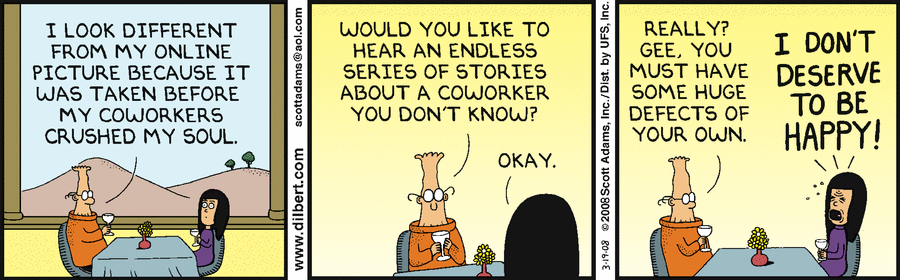 I LOOK DIFFERENT
FROM MY ONLINE
PICTURE BECAUSE IT
WAS TAKEN BEFORE
MY COWORKERS
CRUSHED MY SOUL.
www.dilbert.com
scottadams@aol.com
WOULD YOU LIKE TO
HEAR AN ENDLESS
SERIES OF STORIES
ABOUT A COWORKER
YOU DON'T KNOW?
OKAY.
3-19-08 © 2008 Scott Adams, Inc./Dist. by UFS, Inc.
REALLY?
GEE, YOU
MUST HAVE
SOME HUGE
DEFECTS OF
YOUR OWN.
I DON'T
DESERVE
TO BE
HAPPY!